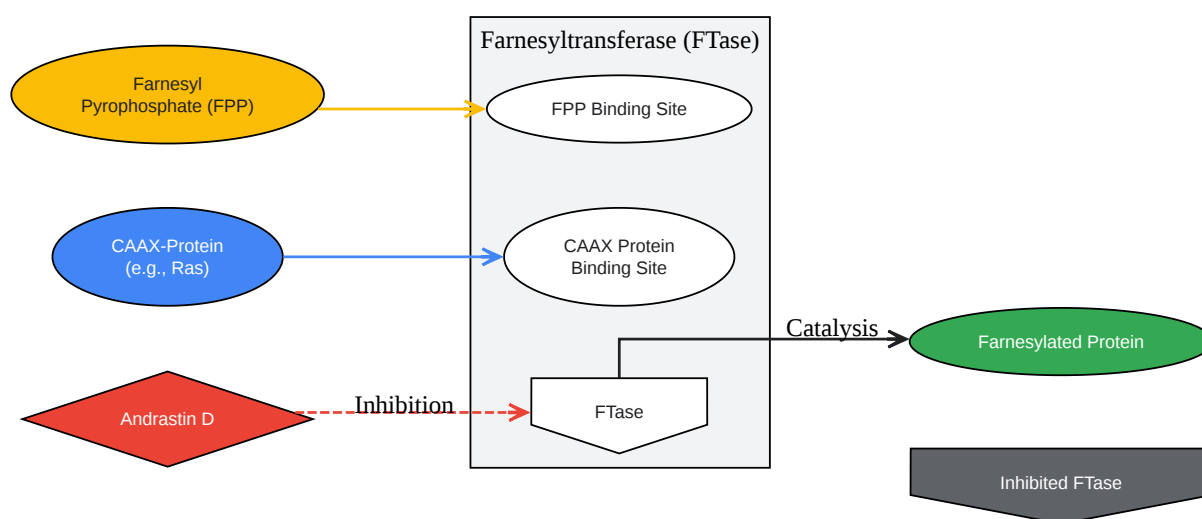 Farnesyltransferase (FTase)
Farnesyl
Pyrophosphate (FPP)
FPP Binding Site
CAAX-Protein
(e.g., Ras)
CAAX Protein
Binding Site
Catalysis
Farnesylated Protein
Andrastin D
Inhibition
FTase
Inhibited FTase